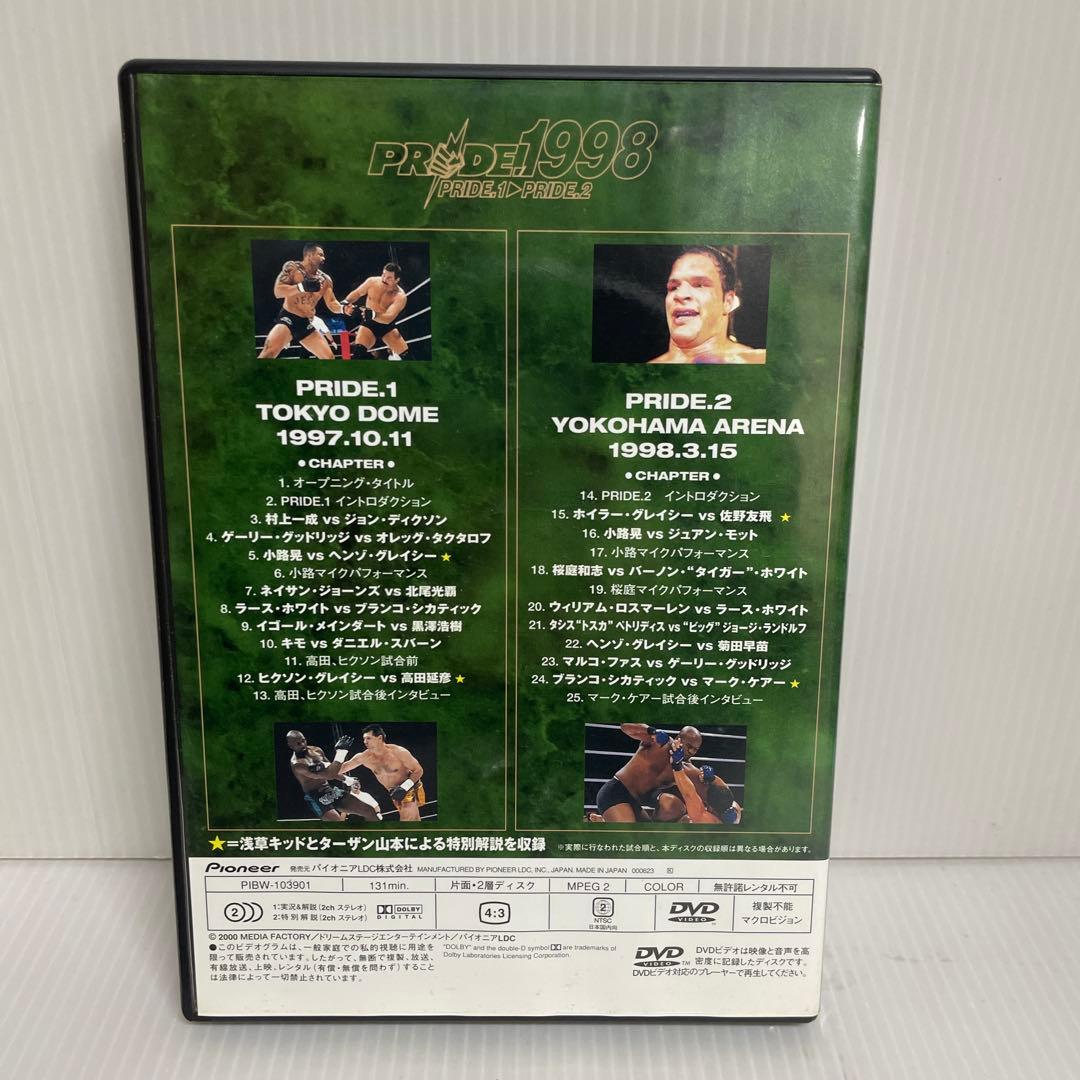 PRIDE.1998
PRIDE.1▷PRIDE.2
PRIDE.1
TOKYO DOME
1997.10.11
●CHAPTER●
1. オープニング・タイトル
2. PRIDE.1 イントロダクション
3. 村上一成 vs ジョン・ディクソン
4. ゲーリー・グッドリッジ vs オレッグ・タクタロフ
5. 小路晃 vs ヘンゾ・グレイシー ★
6. 小路マイクパフォーマンス
7. ネイサン・ジョーンズ vs 北尾光覇
8. ラース・ホワイト vs ブランコ・シカティック
9. イゴール・メインダート vs 黒澤浩樹
10. キモ vs ダニエル・スバーン
11. 高田、ヒクソン試合前
12. ヒクソン・グレイシー vs 高田延彦 ★
13. 高田、ヒクソン試合後インタビュー
PRIDE.2
YOKOHAMA ARENA
1998.3.15
●CHAPTER●
14. PRIDE.2 イントロダクション
15. ホイラー・グレイシー vs 佐野友飛 ★
16. 小路晃 vs ジュアン・モット
17. 小路マイクパフォーマンス
18. 桜庭和志 vs バーノン・“タイガー”・ホワイト
19. 桜庭マイクパフォーマンス
20. ウィリアム・ロスマーレン vs ラース・ホワイト
21. タシス“トスカ”ペトリディス vs “ビッグ”ジョージ・ランドルフ
22. ヘンゾ・グレイシー vs 菊田早苗
23. マルコ・ファス vs ゲーリー・グッドリッジ
24. ブランコ・シカティック vs マーク・ケアー ★
25. マーク・ケアー試合後インタビュー
★=浅草キッドとターザン山本による特別解説を収録
※実際に行なわれた試合順と、本ディスクの収録順は異なる場合があります。
Pioneer 発売元 パイオニアLDC株式会社 MANUFACTURED BY PIONEER LDC, INC., JAPAN. MADE IN JAPAN 000623
PIBW-103901 131min. 片面・2層ディスク MPEG 2 COLOR 無許諾レンタル不可
2 1:実況&解説(2ch ステレオ)
2:特別解説(2ch ステレオ)
DOLBY DIGITAL
4:3
2 NTSC 日本国内向
DVD VIDEO
複製不能
マクロビジョン
© 2000 MEDIA FACTORY/ドリームステージエンターテインメント/パイオニアLDC
●このビデオグラムは、一般家庭での私的視聴に用途を
限って販売されています。したがって、無断で複製、放送、
有線放送、上映、レンタル(有償・無償を問わず)すること
は法律によって一切禁止されています。
"DOLBY" and the double-D symbol are trademarks of
Dolby Laboratories Licensing Corporation.
DVD VIDEO TM
DVDビデオは映像と音声を高
密度に記録したディスクです。
DVDビデオ対応のプレーヤーで再生してください。